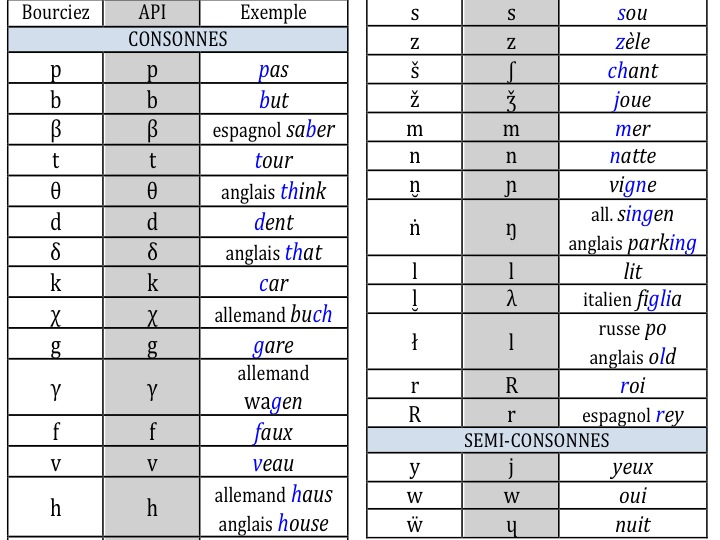 Bourciez API Exemple
CONSONNES
p p pas
b b but
β β espagnol saber
t t tour
θ θ anglais think
d d dent
δ δ anglais that
k k car
χ χ allemand buch
g g gare
γ γ allemand
wagen
f f faux
v v veau
h h allemand haus
anglais house
s s sou
z z zèle
š ʃ chant
ž ǯ joue
m m mer
n n natte
n̮ ɲ vigne
ṅ ŋ all. singen
anglais parking
l l lit
l̮ λ italien figlia
ł l russe po
anglais old
r R roi
R r espagnol rey
SEMI-CONSONNES
y j yeux
w w oui
ẅ ɥ nuit